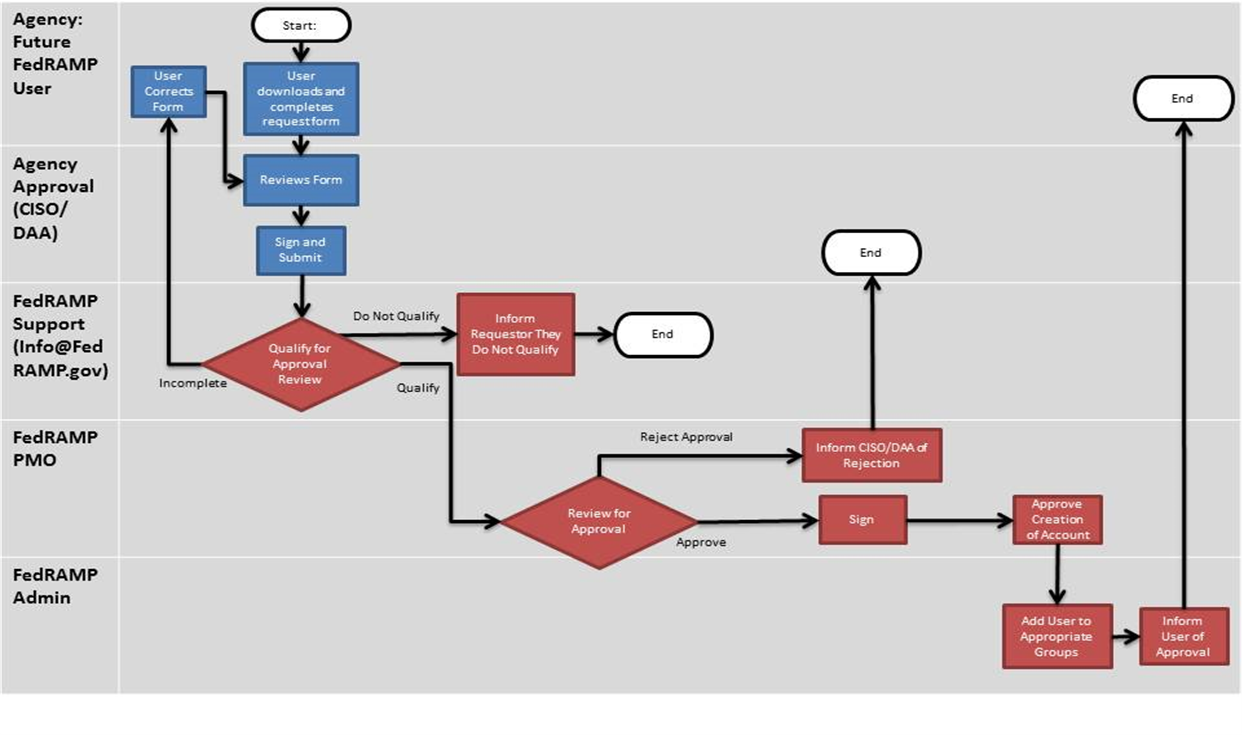 Agency:
Future
FedRAMP
User
Start:
User
Corrects
Form
User
downloads and
completes
request form
End
Agency
Approval
(CISO/
DAA)
Reviews Form
Sign and
Submit
End
FedRAMP
Support
(Info@Fed
RAMP.gov)
Do Not Qualify
Inform
Requestor They
Do Not Qualify
End
Qualify for
Approval
Review
Incomplete
Qualify
FedRAMP
PMO
Reject Approval
Inform CISO/DAA of
Rejection
Review for
Approval
Approve
Sign
Approve
Creation
of Account
FedRAMP
Admin
Add User to
Appropriate
Groups
Inform
User of
Approval